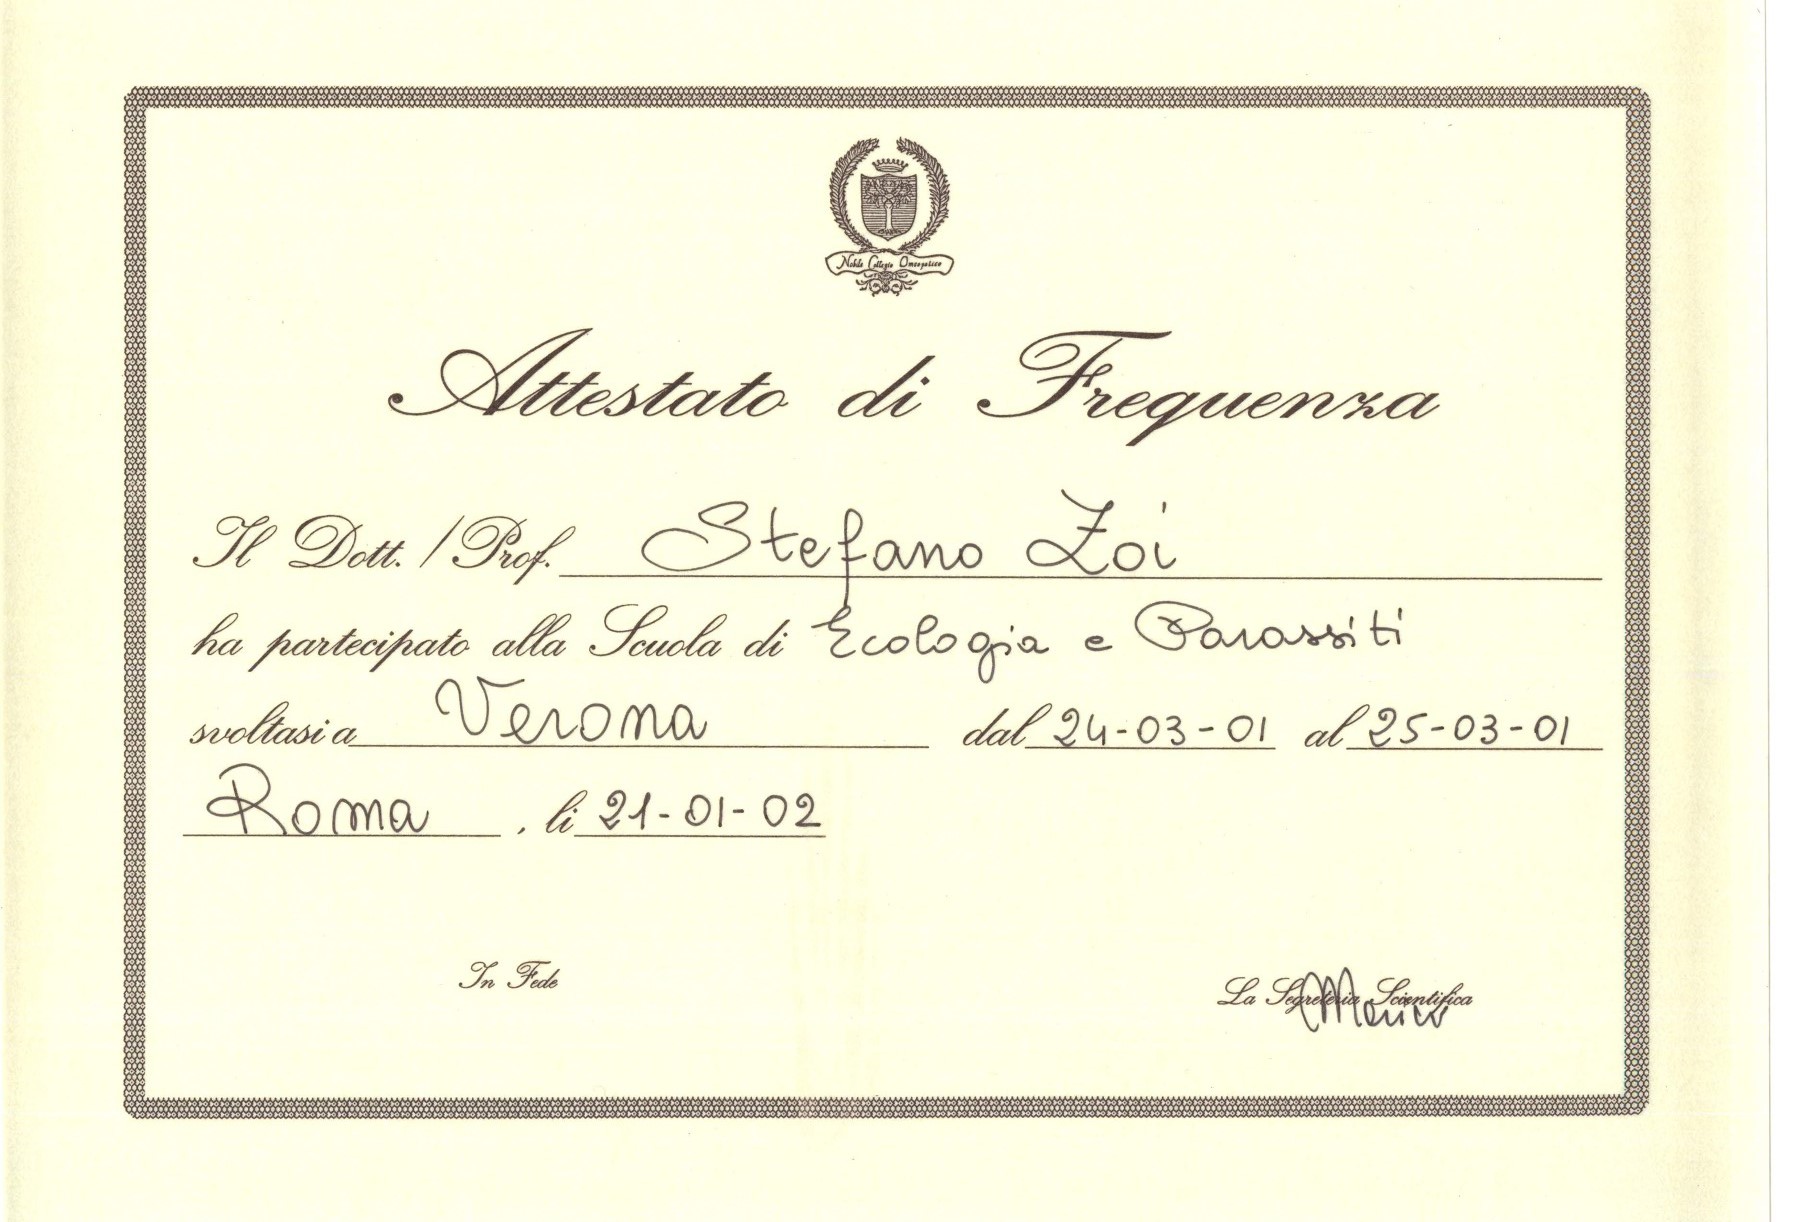 Nobile Collegio Omeopatico
Attestato di Frequenza
Il Dott. / Prof. Stefano Zoi
ha partecipato alla Scuola di Ecologia e Parassiti
svoltasi a Verona dal 24-03-01 al 25-03-01
Roma, li 21-01-02
In Fede
La Segreteria Scientifica